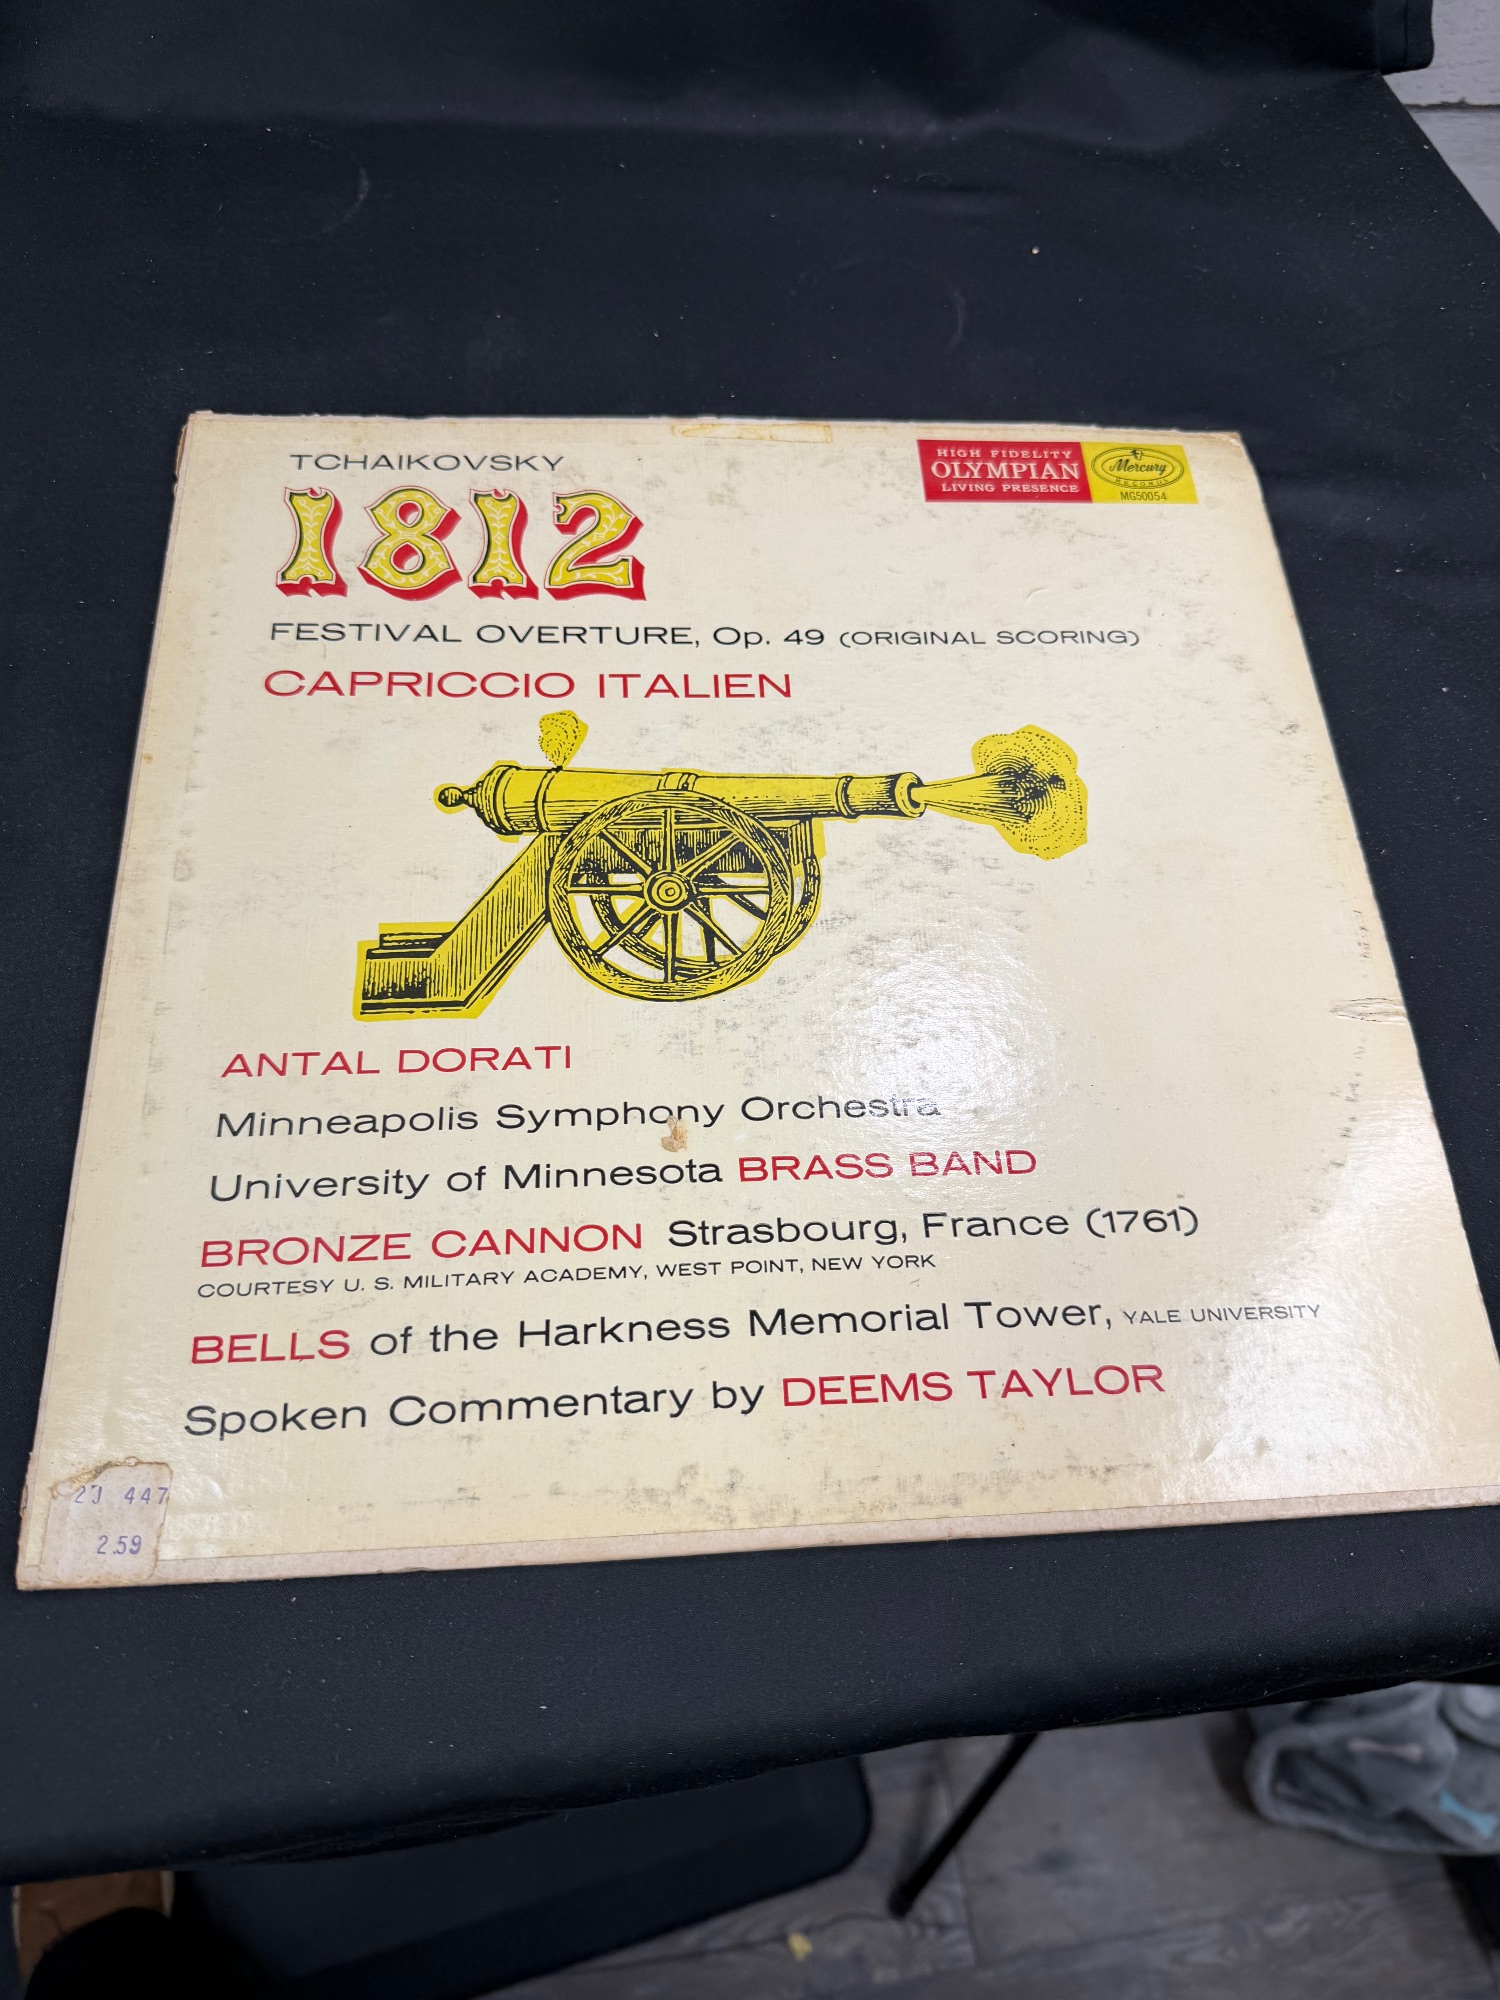 TCHAIKOVSKY
HIGH FIDELITY
OLYMPIAN
LIVING PRESENCE
Mercury
RECORDS
MG50054
1812
FESTIVAL OVERTURE, Op. 49 (ORIGINAL SCORING)
CAPRICCIO ITALIEN
ANTAL DORATI
Minneapolis Symphony Orchestra
University of Minnesota BRASS BAND
BRONZE CANNON Strasbourg, France (1761)
COURTESY U. S. MILITARY ACADEMY, WEST POINT, NEW YORK
BELLS of the Harkness Memorial Tower, YALE UNIVERSITY
Spoken Commentary by DEEMS TAYLOR
447
2.59